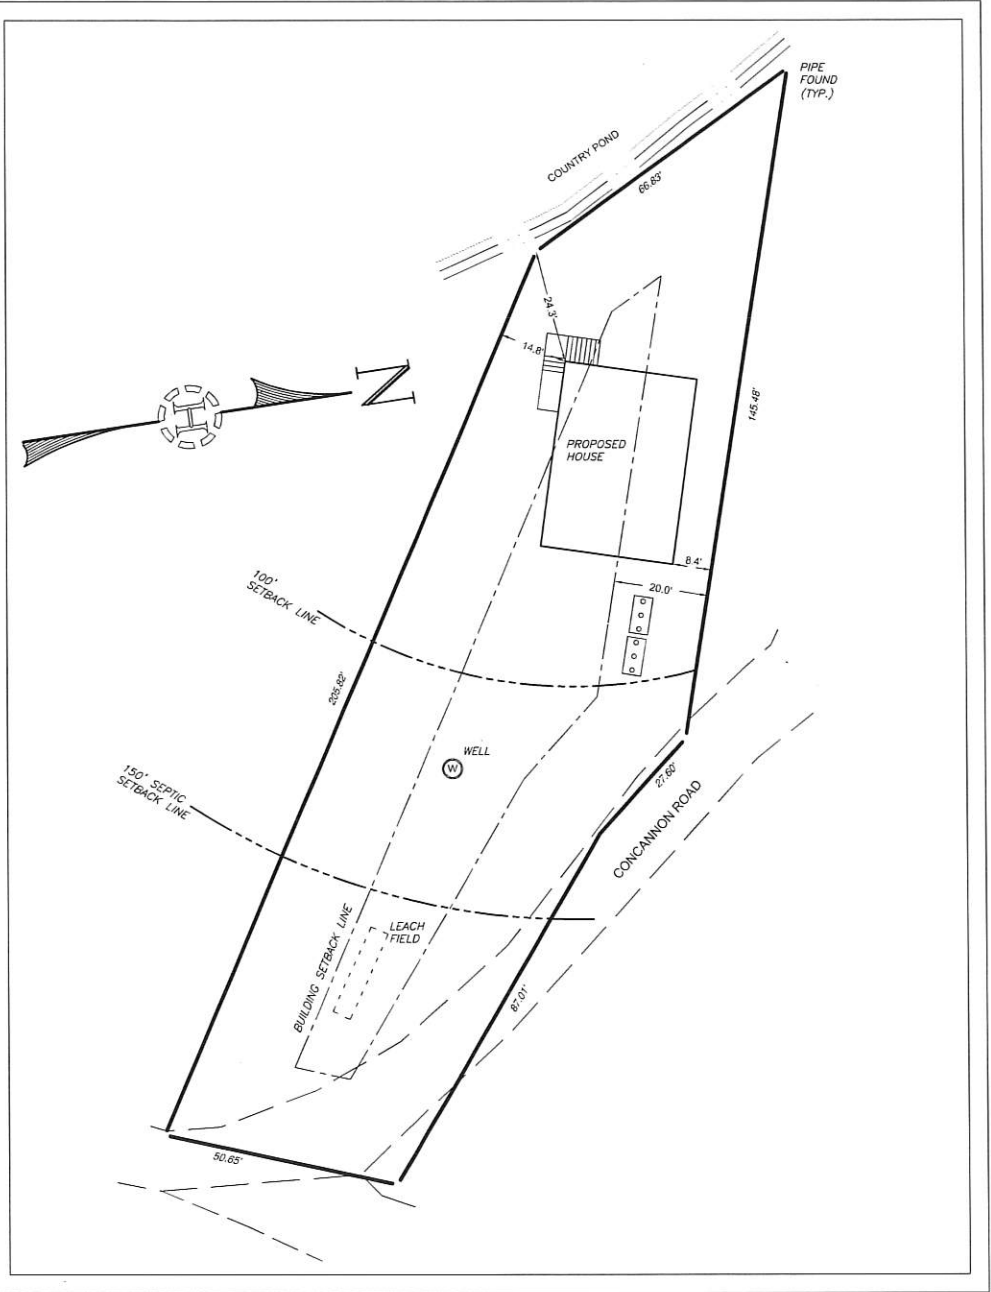 PIPE
FOUND
(TYP.)
COUNTRY POND
66.83'
24.3'
14.8'
N
145.48'
PROPOSED
HOUSE
8.4'
20.0'
100'
SETBACK LINE
205.82'
WELL
W
27.60'
150' SEPTIC
SETBACK LINE
CONCANNON ROAD
LEACH
FIELD
BUILDING SETBACK LINE
87.01'
50.65'